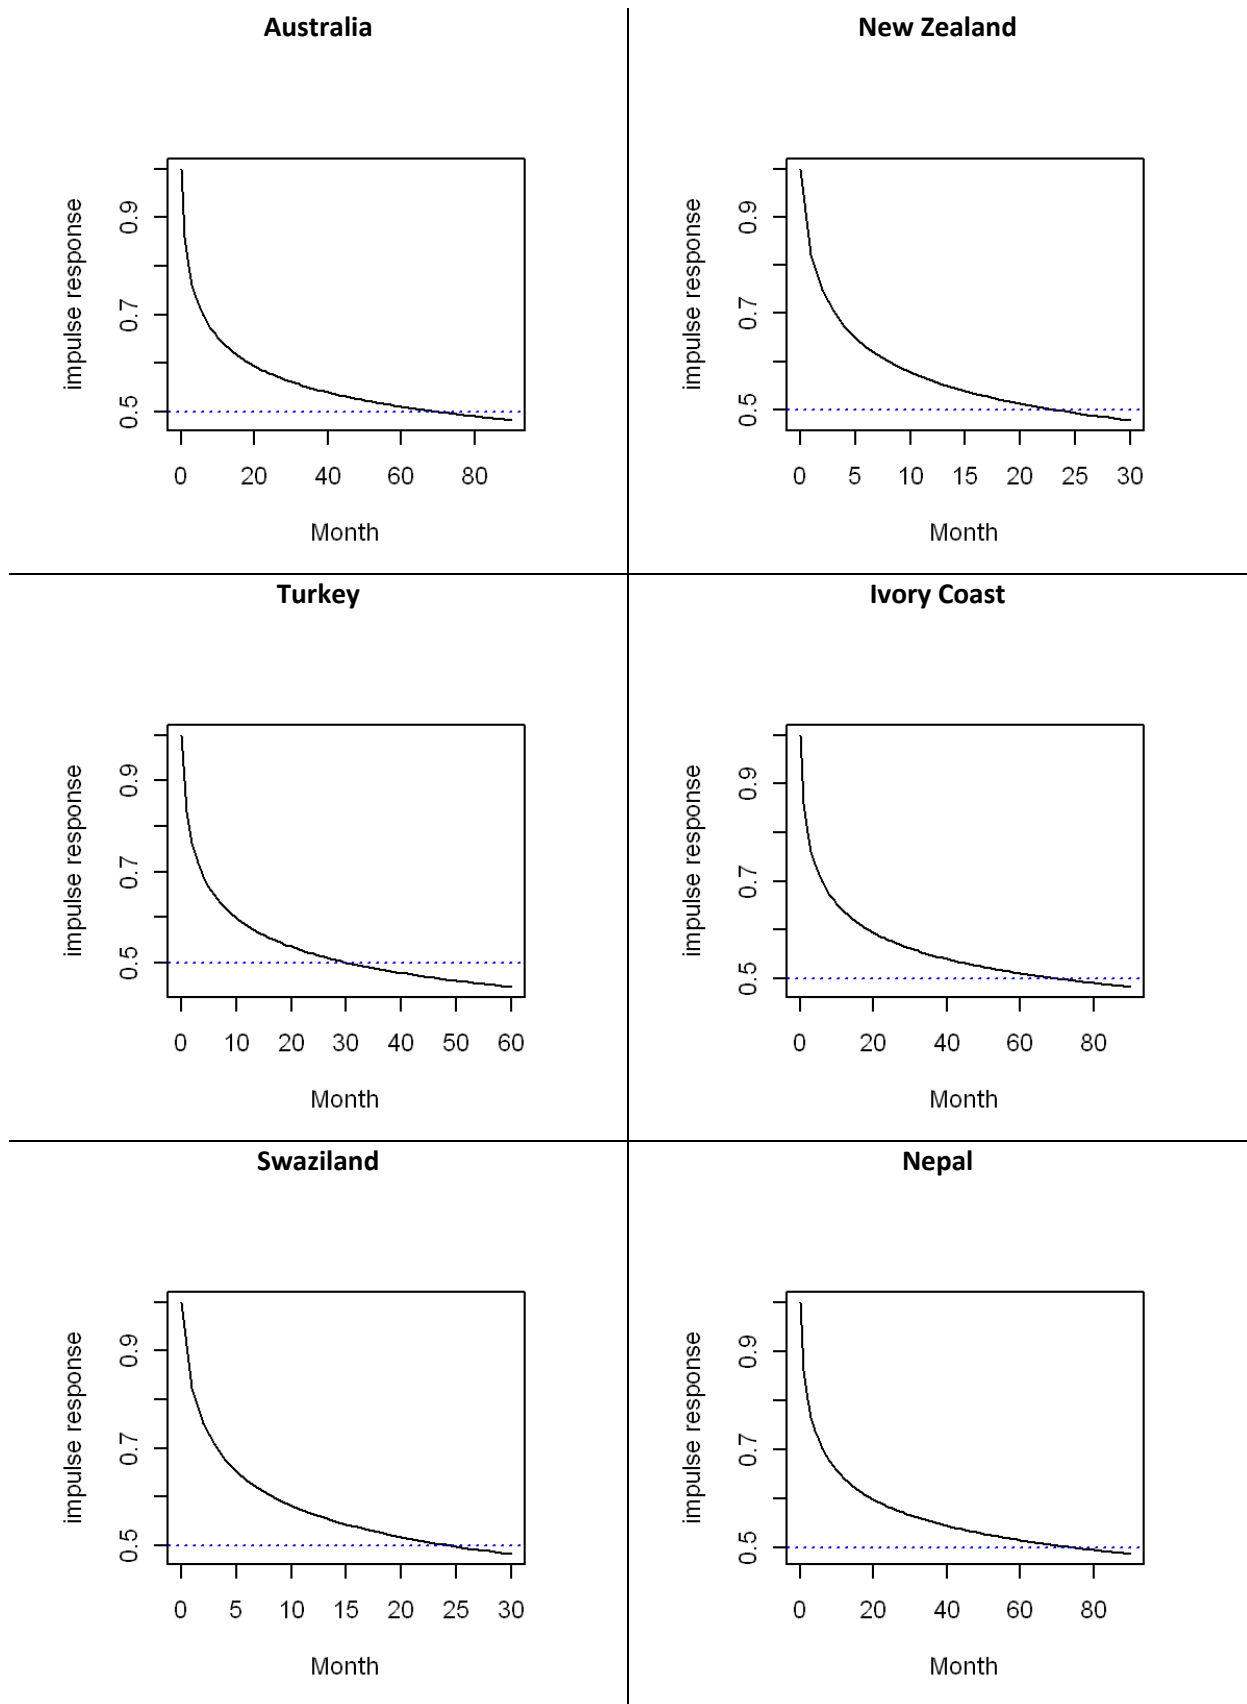 Australia
impulse response
0.9
0.7
0.5
0 20 40 60 80
Month
New Zealand
impulse response
0.9
0.7
0.5
0 5 10 15 20 25 30
Month
Turkey
impulse response
0.9
0.7
0.5
0 10 20 30 40 50 60
Month
Ivory Coast
impulse response
0.9
0.7
0.5
0 20 40 60 80
Month
Swaziland
impulse response
0.9
0.7
0.5
0 5 10 15 20 25 30
Month
Nepal
impulse response
0.9
0.7
0.5
0 20 40 60 80
Month